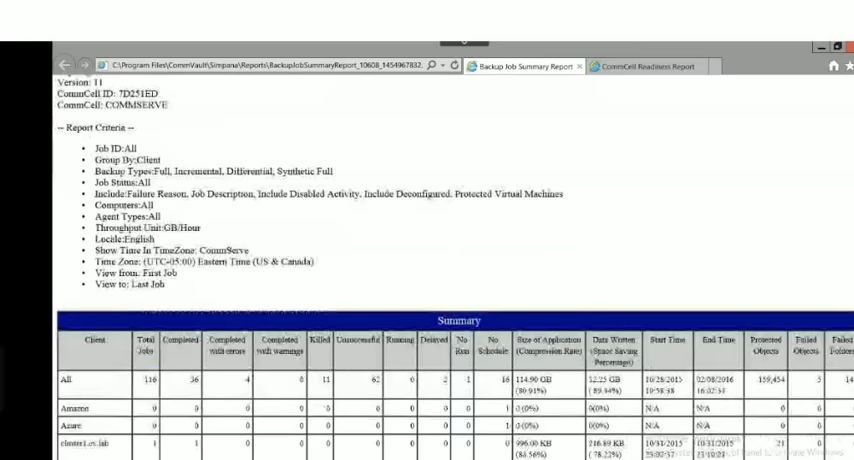 C:\Program Files\CommVault\Simpana\Reports\BackupJobSummaryReport_10608_1454967832.
Backup Job Summary Report
CommCell Readiness Report
Version: 11
CommCell ID: 7D251ED
CommCell: COMMSERVE
-- Report Criteria --
• Job ID:All
• Group By:Client
• Backup Types:Full, Incremental, Differential, Synthetic Full
• Job Status:All
• Include:Failure Reason, Job Description, Include Disabled Activity, Include Deconfigured, Protected Virtual Machines
• Computers:All
• Agent Types:All
• Throughput Unit:GB/Hour
• Locale:English
• Show Time In TimeZone: CommServe
• Time Zone: (UTC-05:00) Eastern Time (US & Canada)
• View from: First Job
• View to: Last Job
Summary
Client Total Jobs Completed Completed with errors Completed with warnings Killed Unsuccessful Running Delayed No Run No Schedule Size of Application (Compression Rate) Data Written (Space Saving Percentage) Start Time End Time Protected Objects Failed Objects Failed Folders
All 116 36 4 0 11 62 0 2 1 16 114.90 GB (80.91%) 12.25 GB 10/28/2015 02/08/2016 159,454 5 14
Amazon 0 0 0 0 0 0 0 0 0 1 0 (0%) 0(0%) N/A N/A 0 0
Azure 0 0 0 0 0 0 0 0 0 1 0 (0%) 0(0%) N/A N/A 0 0
1 1 0 0 0 0 0 0 0 0 996.00 KB 216.89 KB (78.22%) 10/31/2015 10/31/2015 21 0